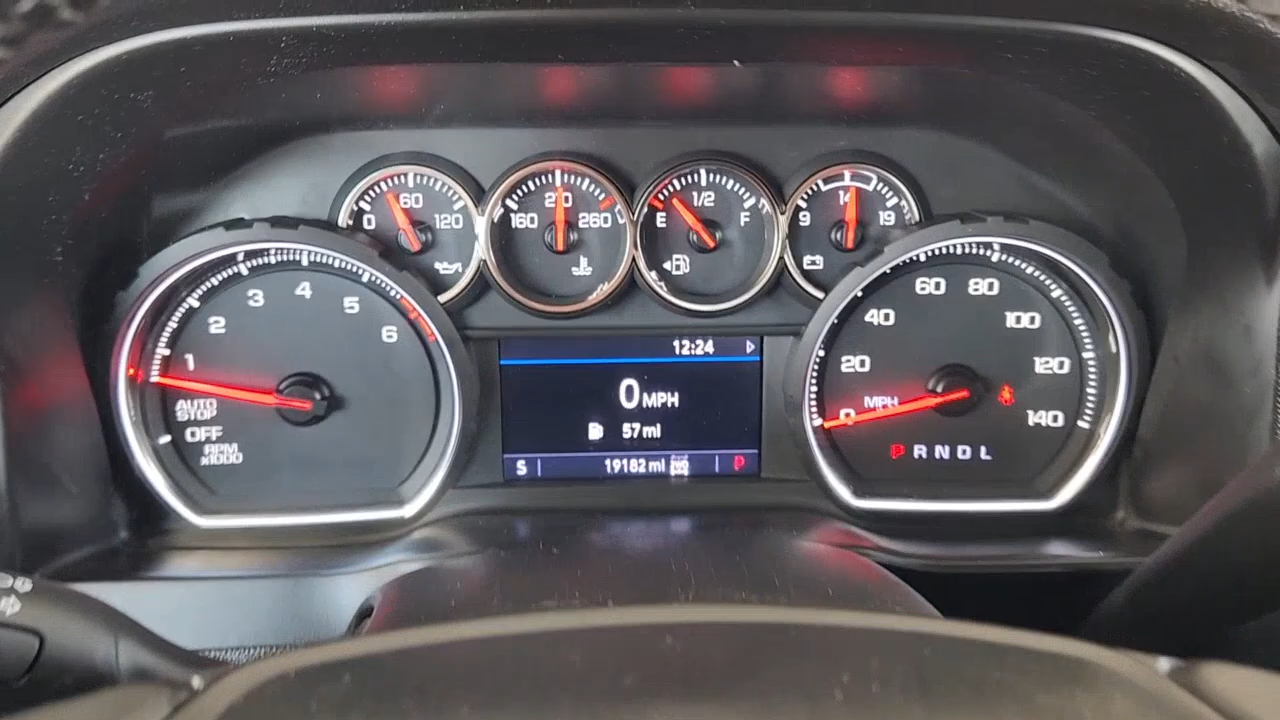 0 60 120
160 210 260
E 1/2 F
9 14 19
1 2 3 4 5 6
AUTO
STOP
OFF
RPM
x1000
12:24
0 MPH
57 mi
S 19182 mi P
0 20 40 60 80 100 120 140
MPH
P R N D L